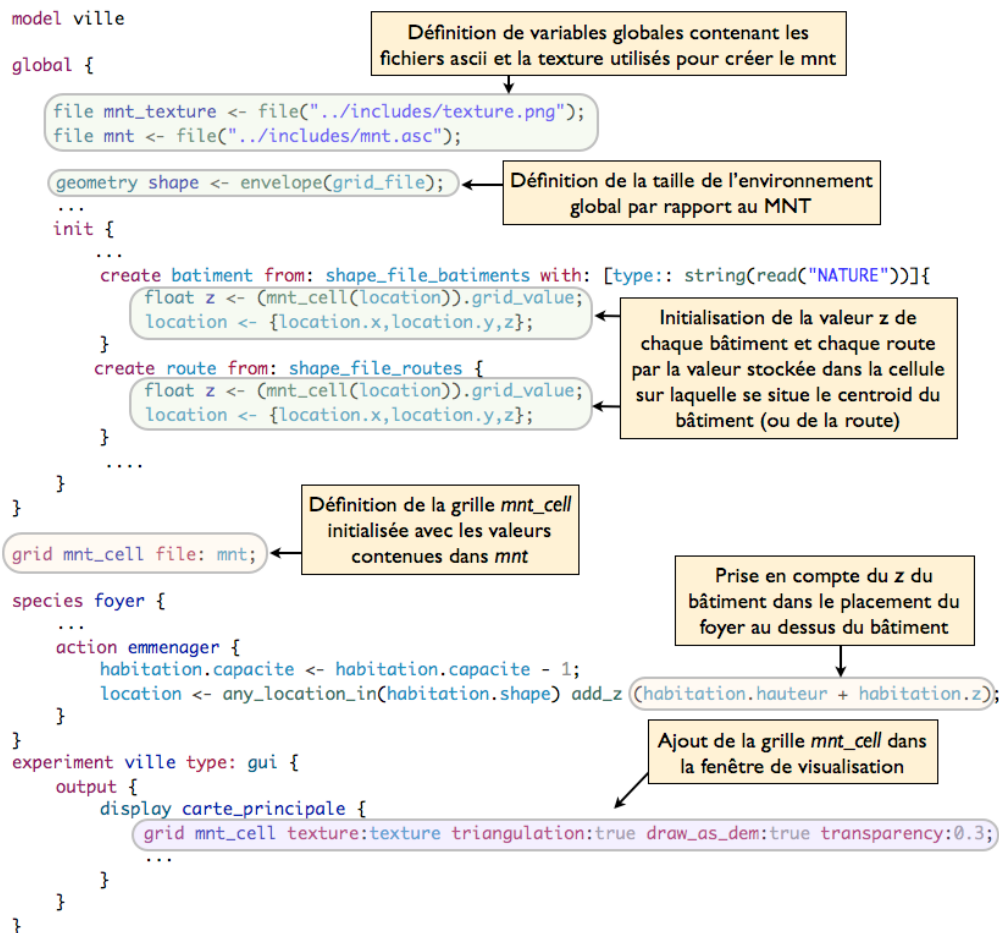 model ville
Définition de variables globales contenant les
fichiers ascii et la texture utilisés pour créer le mnt
global {
file mnt_texture <- file("../includes/texture.png");
file mnt <- file("../includes/mnt.asc");
geometry shape <- envelope(grid_file);
Définition de la taille de l'environnement
global par rapport au MNT
...
init {
...
create batiment from: shape_file_batiments with: [type:: string(read("NATURE"))]{
float z <- (mnt_cell(location)).grid_value;
location <- {location.x,location.y,z};
}
create route from: shape_file_routes {
float z <- (mnt_cell(location)).grid_value;
location <- {location.x,location.y,z};
}
Initialisation de la valeur z de
chaque bâtiment et chaque route
par la valeur stockée dans la cellule
sur laquelle se situe le centroid du
bâtiment (ou de la route)
....
}
}
Définition de la grille mnt_cell
initialisée avec les valeurs
contenues dans mnt
grid mnt_cell file: mnt;
Prise en compte du z du
bâtiment dans le placement du
foyer au dessus du bâtiment
species foyer {
...
action emmenager {
habitation.capacite <- habitation.capacite - 1;
location <- any_location_in(habitation.shape) add_z (habitation.hauteur + habitation.z);
}
}
Ajout de la grille mnt_cell dans
la fenêtre de visualisation
experiment ville type: gui {
output {
display carte_principale {
grid mnt_cell texture:texture triangulation:true draw_as_dem:true transparency:0.3;
...
}
}
}